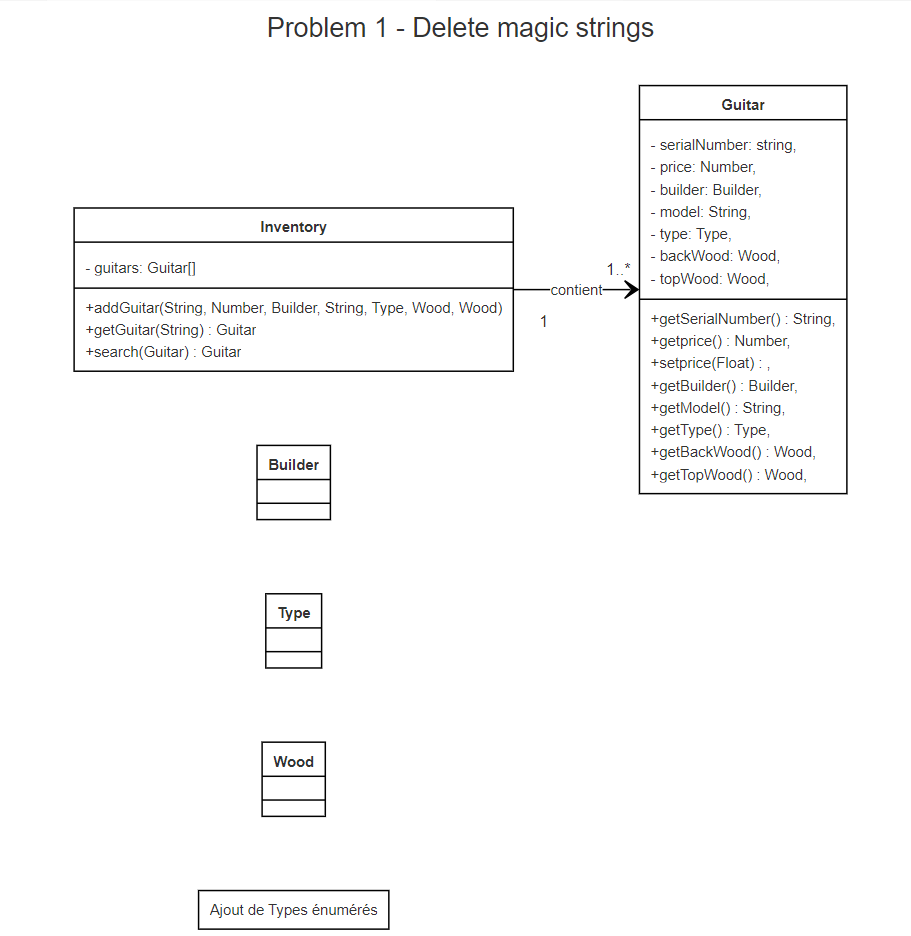 Problem 1 - Delete magic strings
Guitar
- serialNumber: string,
- price: Number,
- builder: Builder,
- model: String,
- type: Type,
- backWood: Wood,
- topWood: Wood,
+getSerialNumber() : String,
+getprice() : Number,
+setprice(Float) : ,
+getBuilder() : Builder,
+getModel() : String,
+getType() : Type,
+getBackWood() : Wood,
+getTopWood() : Wood,
Inventory
- guitars: Guitar[]
+addGuitar(String, Number, Builder, String, Type, Wood, Wood)
+getGuitar(String) : Guitar
+search(Guitar) : Guitar
1..*
contient
1
Builder
Type
Wood
Ajout de Types énumérés